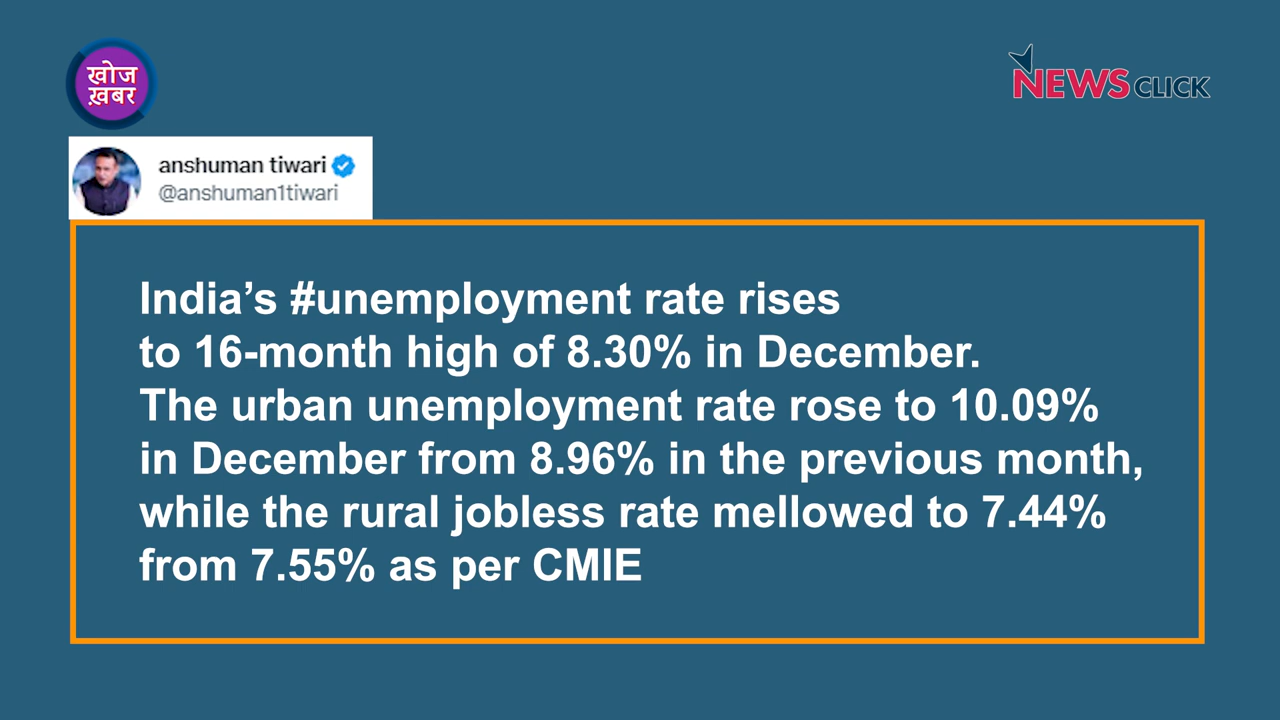 खोज
ख़बर
NEWSCLICK
anshuman tiwari
@anshuman1tiwari
India's #unemployment rate rises
to 16-month high of 8.30% in December.
The urban unemployment rate rose to 10.09%
in December from 8.96% in the previous month,
while the rural jobless rate mellowed to 7.44%
from 7.55% as per CMIE